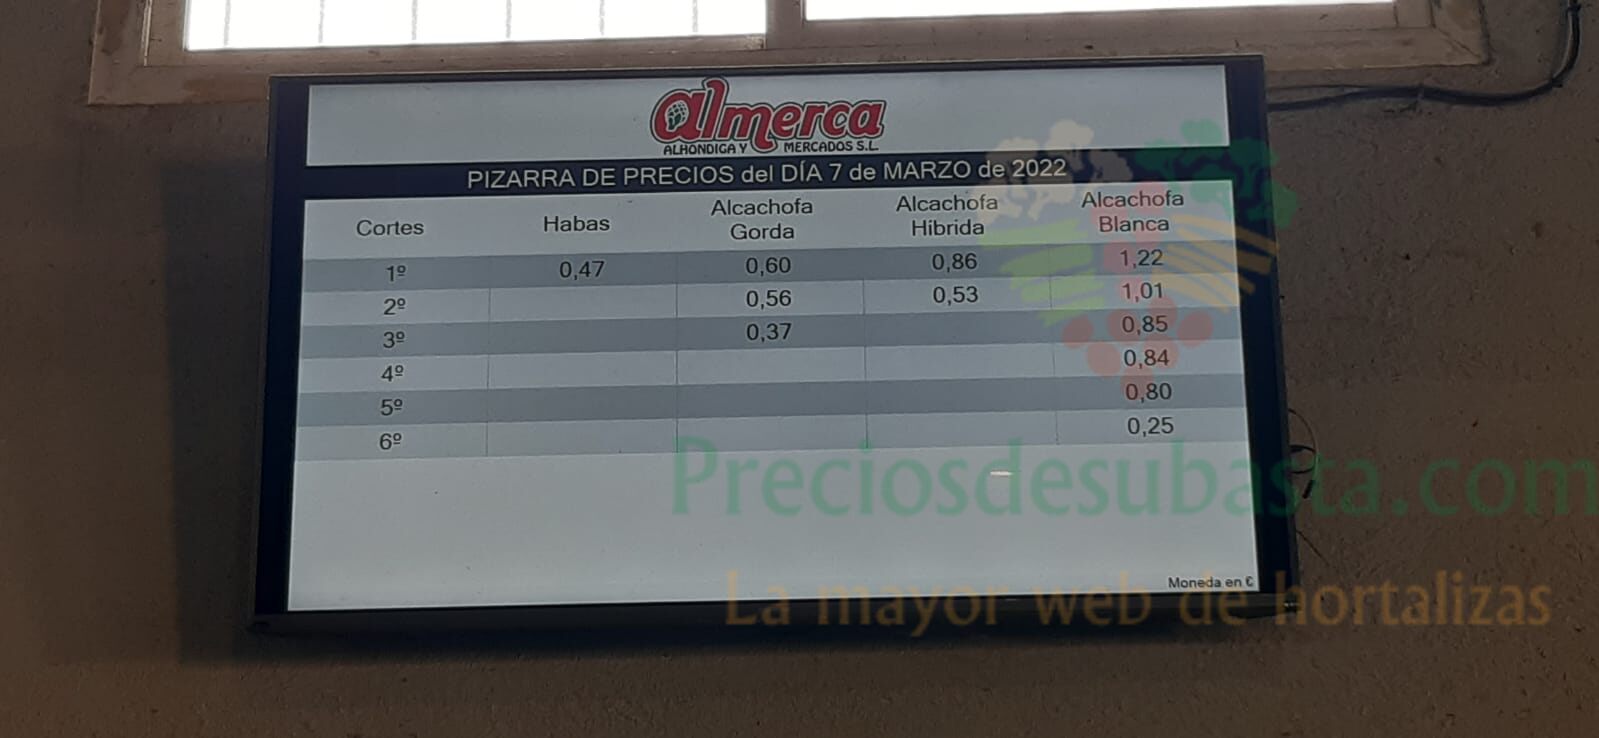 almerca
ALHONDIGA Y MERCADOS S.L.
PIZARRA DE PRECIOS del DÍA 7 de MARZO de 2022
Cortes Habas Alcachofa Gorda Alcachofa Híbrida Alcachofa Blanca
1º 0,47 0,60 0,86 1,22
2º 0,56 0,53 1,01
3º 0,37 0,85
4º 0,84
5º 0,80
6º 0,25
Preciosdesubasta.com
Moneda en €
La mayor web de hortalizas